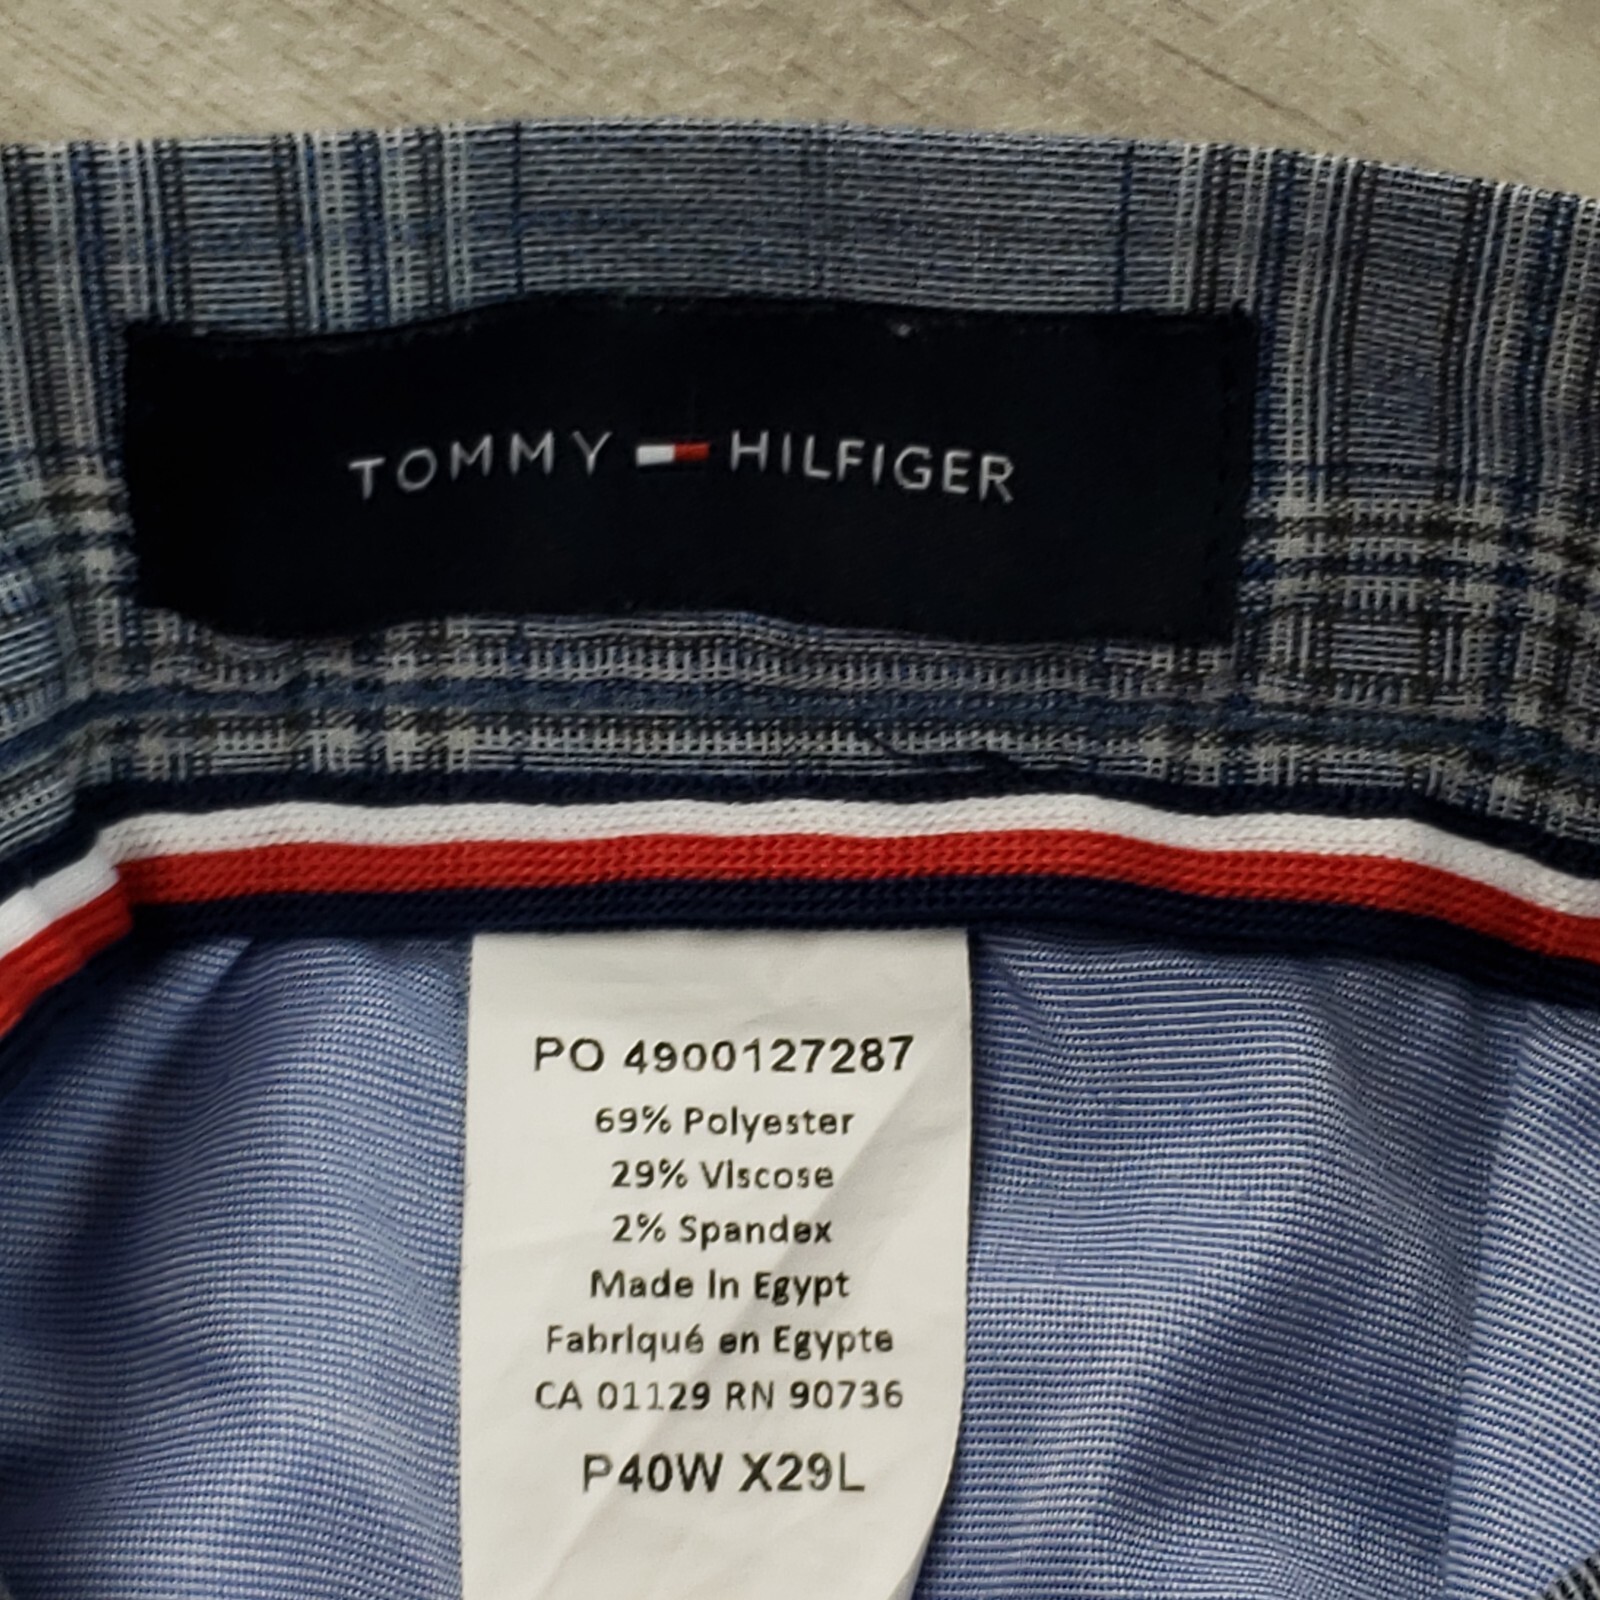 TOMMY HILFIGER
PO 4900127287
69% Polyester
29% Viscose
2% Spandex
Made In Egypt
Fabriqué en Egypte
CA 01129 RN 90736
P40W X29L